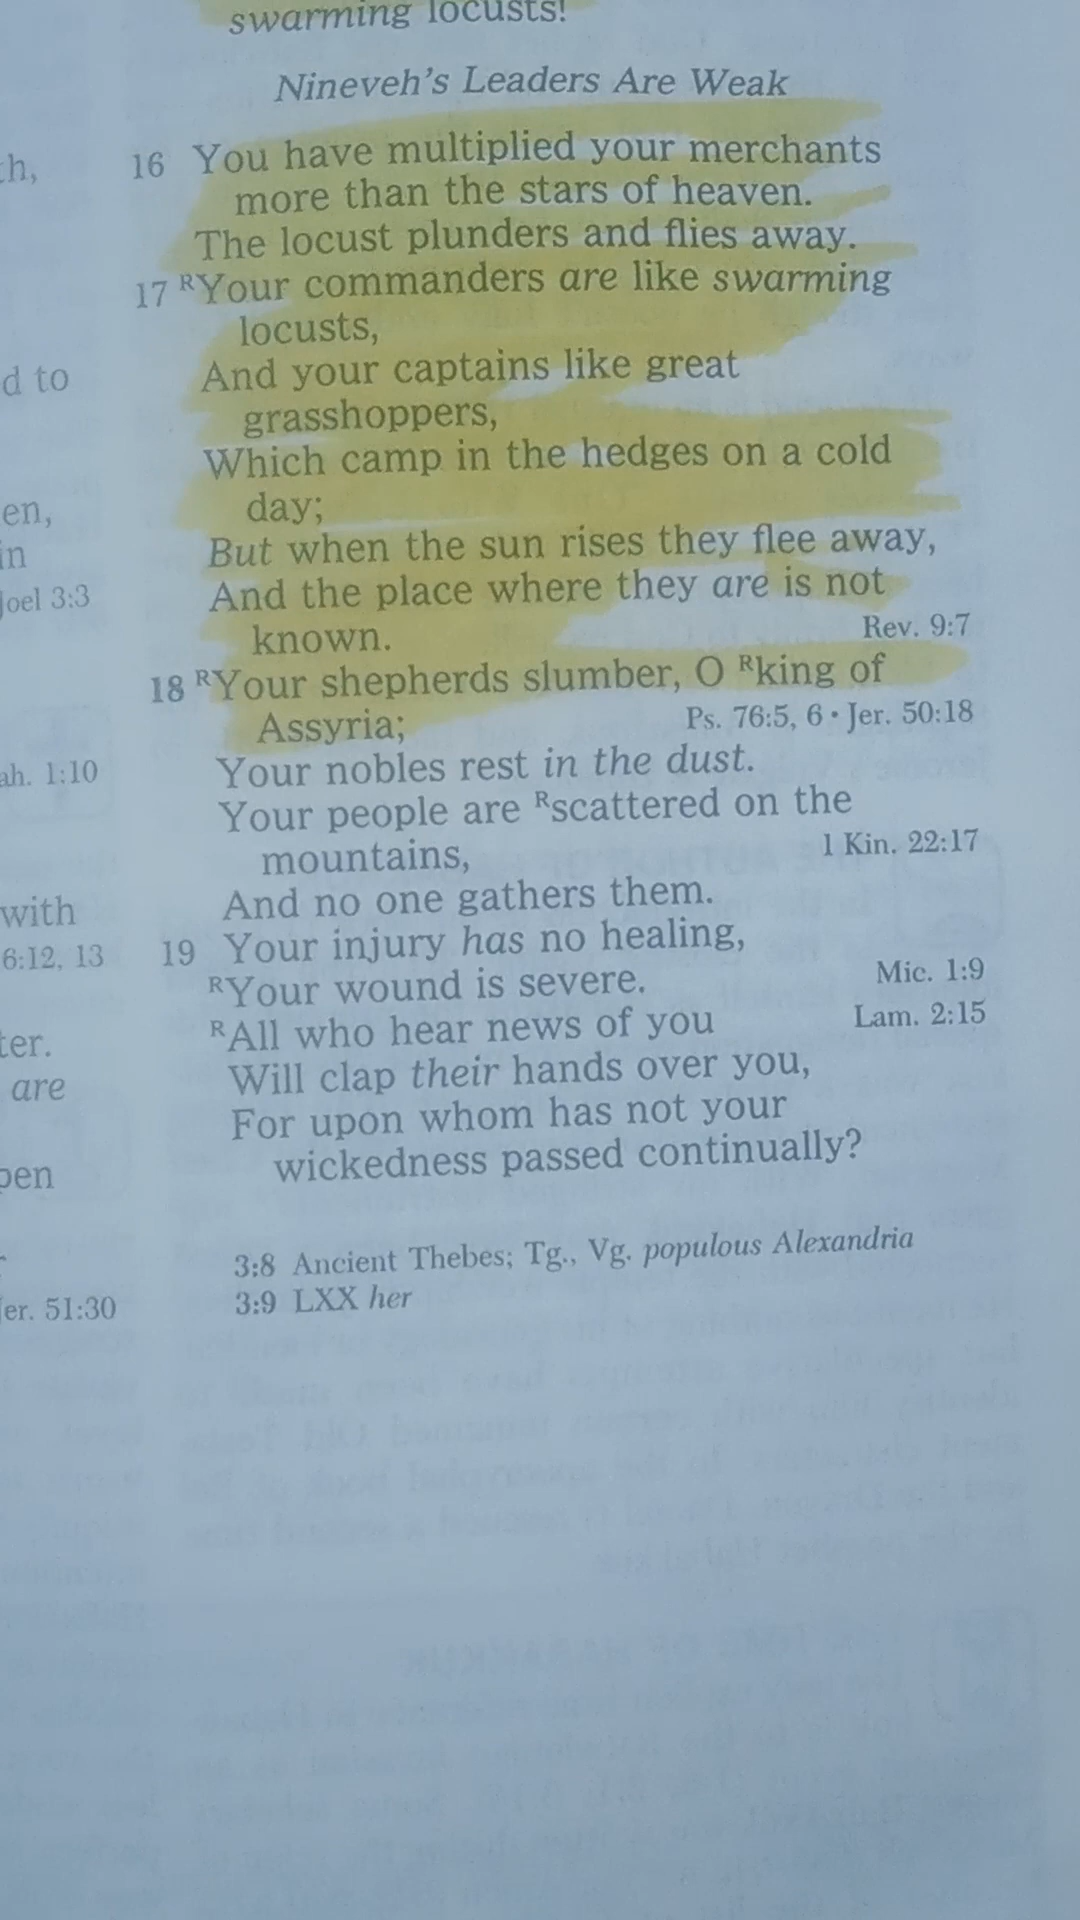 swarming locusts!
Nineveh's Leaders Are Weak
16 You have multiplied your merchants
more than the stars of heaven.
The locust plunders and flies away.
17 RYour commanders are like swarming
locusts,
And your captains like great
grasshoppers,
Which camp in the hedges on a cold
day;
But when the sun rises they flee away,
And the place where they are is not
known. Rev. 9:7
18 RYour shepherds slumber, O Rking of
Assyria; Ps. 76:5, 6 • Jer. 50:18
Your nobles rest in the dust.
Your people are Rscattered on the
mountains, 1 Kin. 22:17
And no one gathers them.
19 Your injury has no healing,
RYour wound is severe. Mic. 1:9
RAll who hear news of you Lam. 2:15
Will clap their hands over you,
For upon whom has not your
wickedness passed continually?
3:8 Ancient Thebes; Tg., Vg. populous Alexandria
3:9 LXX her
d to
in
Joel 3:3
1:10
with
6:12, 13
are
51:30